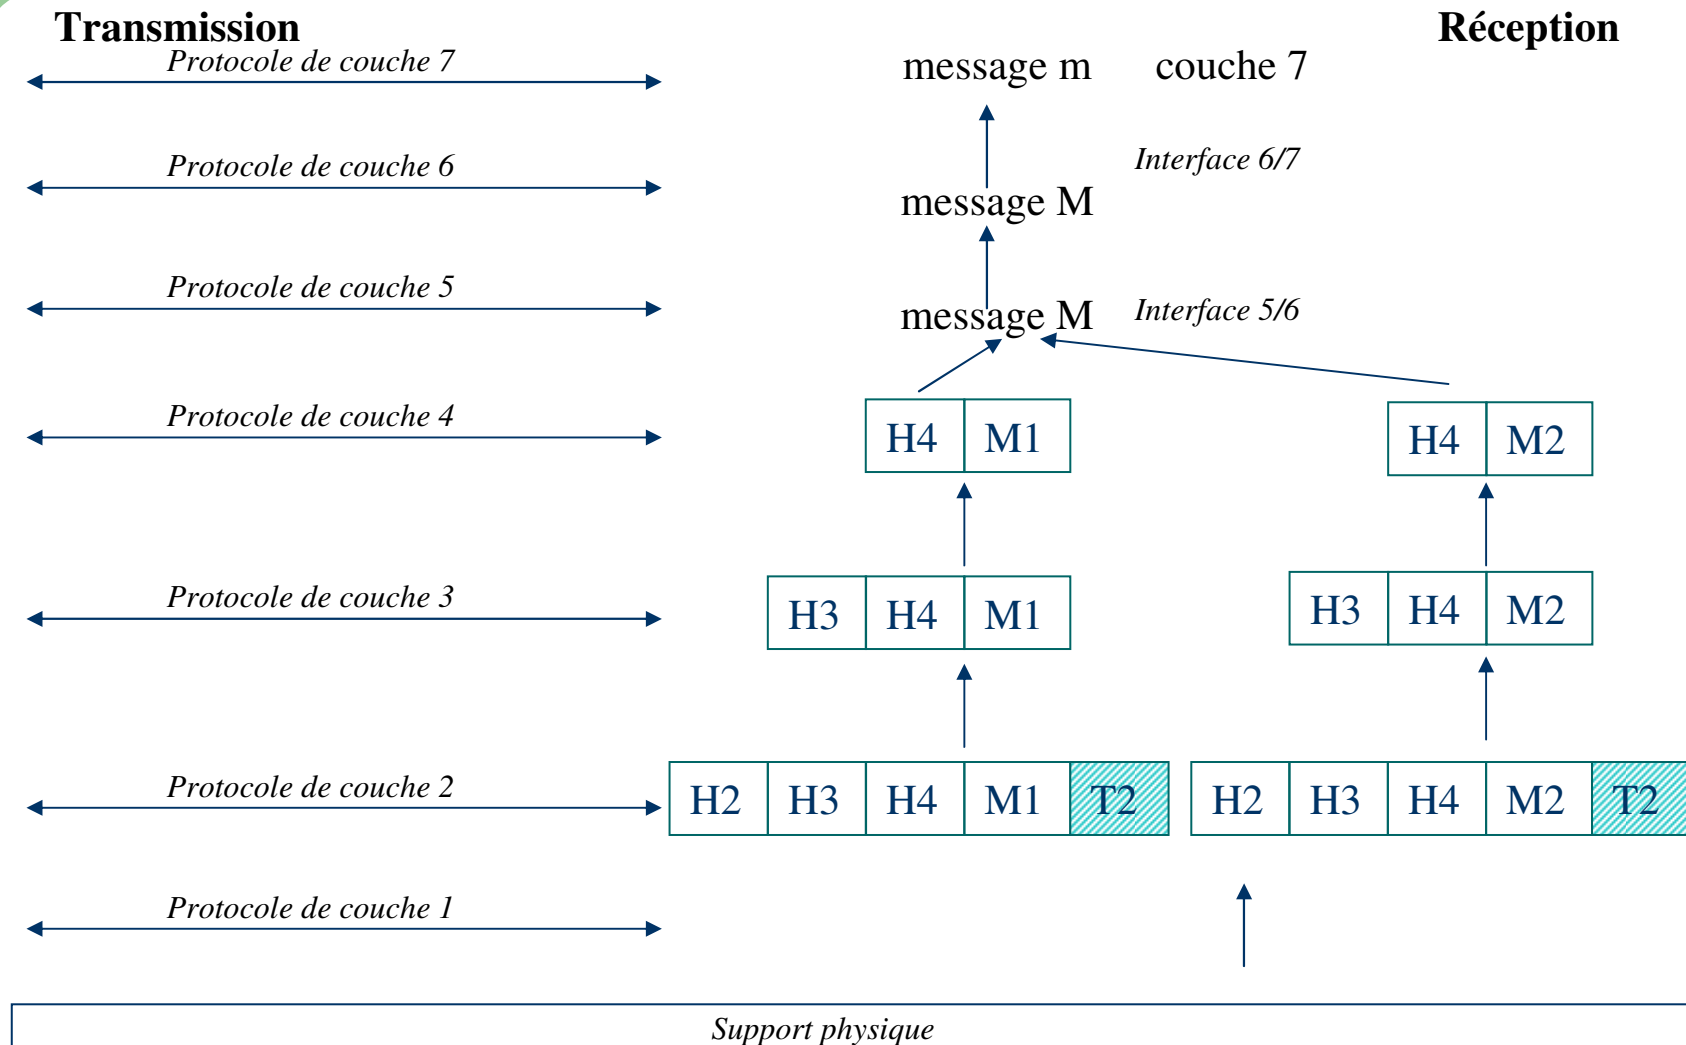 Transmission
Réception
Protocole de couche 7
message m couche 7
Protocole de couche 6
Interface 6/7
message M
Protocole de couche 5
message M Interface 5/6
Protocole de couche 4
H4 M1
H4 M2
Protocole de couche 3
H3 H4 M1
H3 H4 M2
Protocole de couche 2
H2 H3 H4 M1 T2
H2 H3 H4 M2 T2
Protocole de couche 1
Support physique